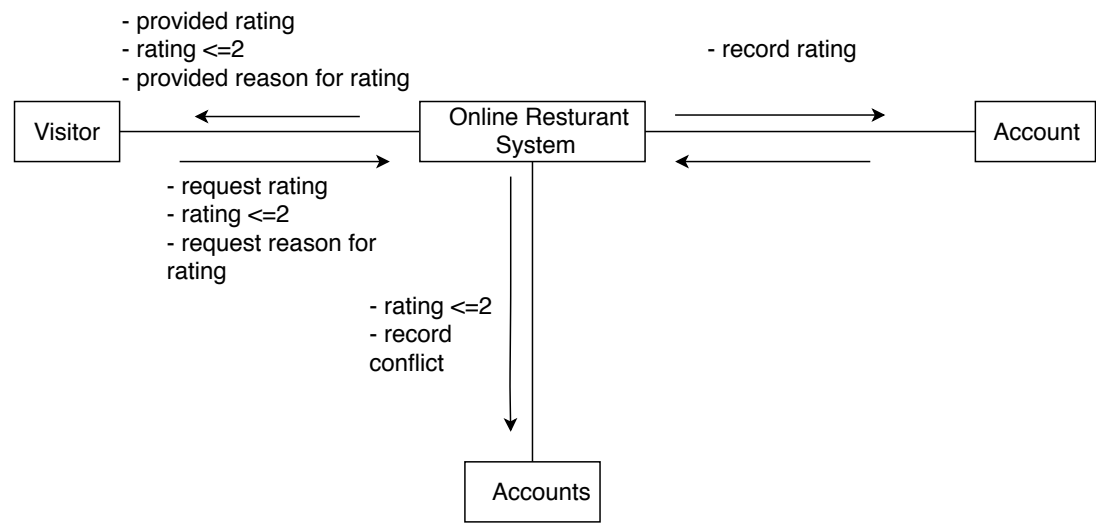 - provided rating
- rating <=2
- provided reason for rating
- record rating
Visitor
Online Resturant
System
Account
- request rating
- rating <=2
- request reason for
rating
- rating <=2
- record
conflict
Accounts